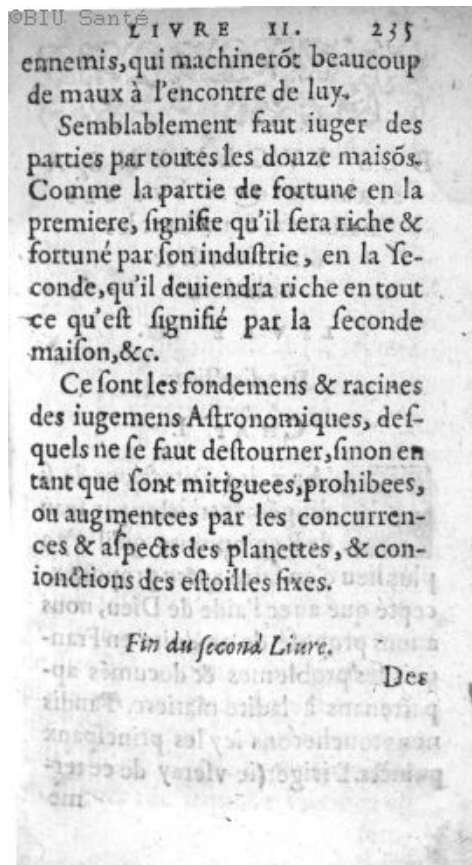 ©BIU Santé
LIVRE II. 235
ennemis, qui machinerõt beaucoup
de maux à l'encontre de luy.
Semblablement faut iuger des
parties par toutes les douze maisõs.
Comme la partie de fortune en la
premiere, ſignifie qu'il ſera riche &
fortuné par ſon induſtrie, en la ſe-
conde, qu'il deuiendra riche en tout
ce qu'eſt ſignifié par la ſeconde
maiſon, &c.
Ce ſont les fondemens & racines
des iugemens Aſtronomiques, deſ-
quels ne ſe faut deſtourner, ſinon en
tant que ſont mitiguees, prohibees,
ou augmentees par les concurren-
ces & aſpects des planettes, & con-
ionctions des eſtoilles fixes.
Fin du ſecond Liure.
Des